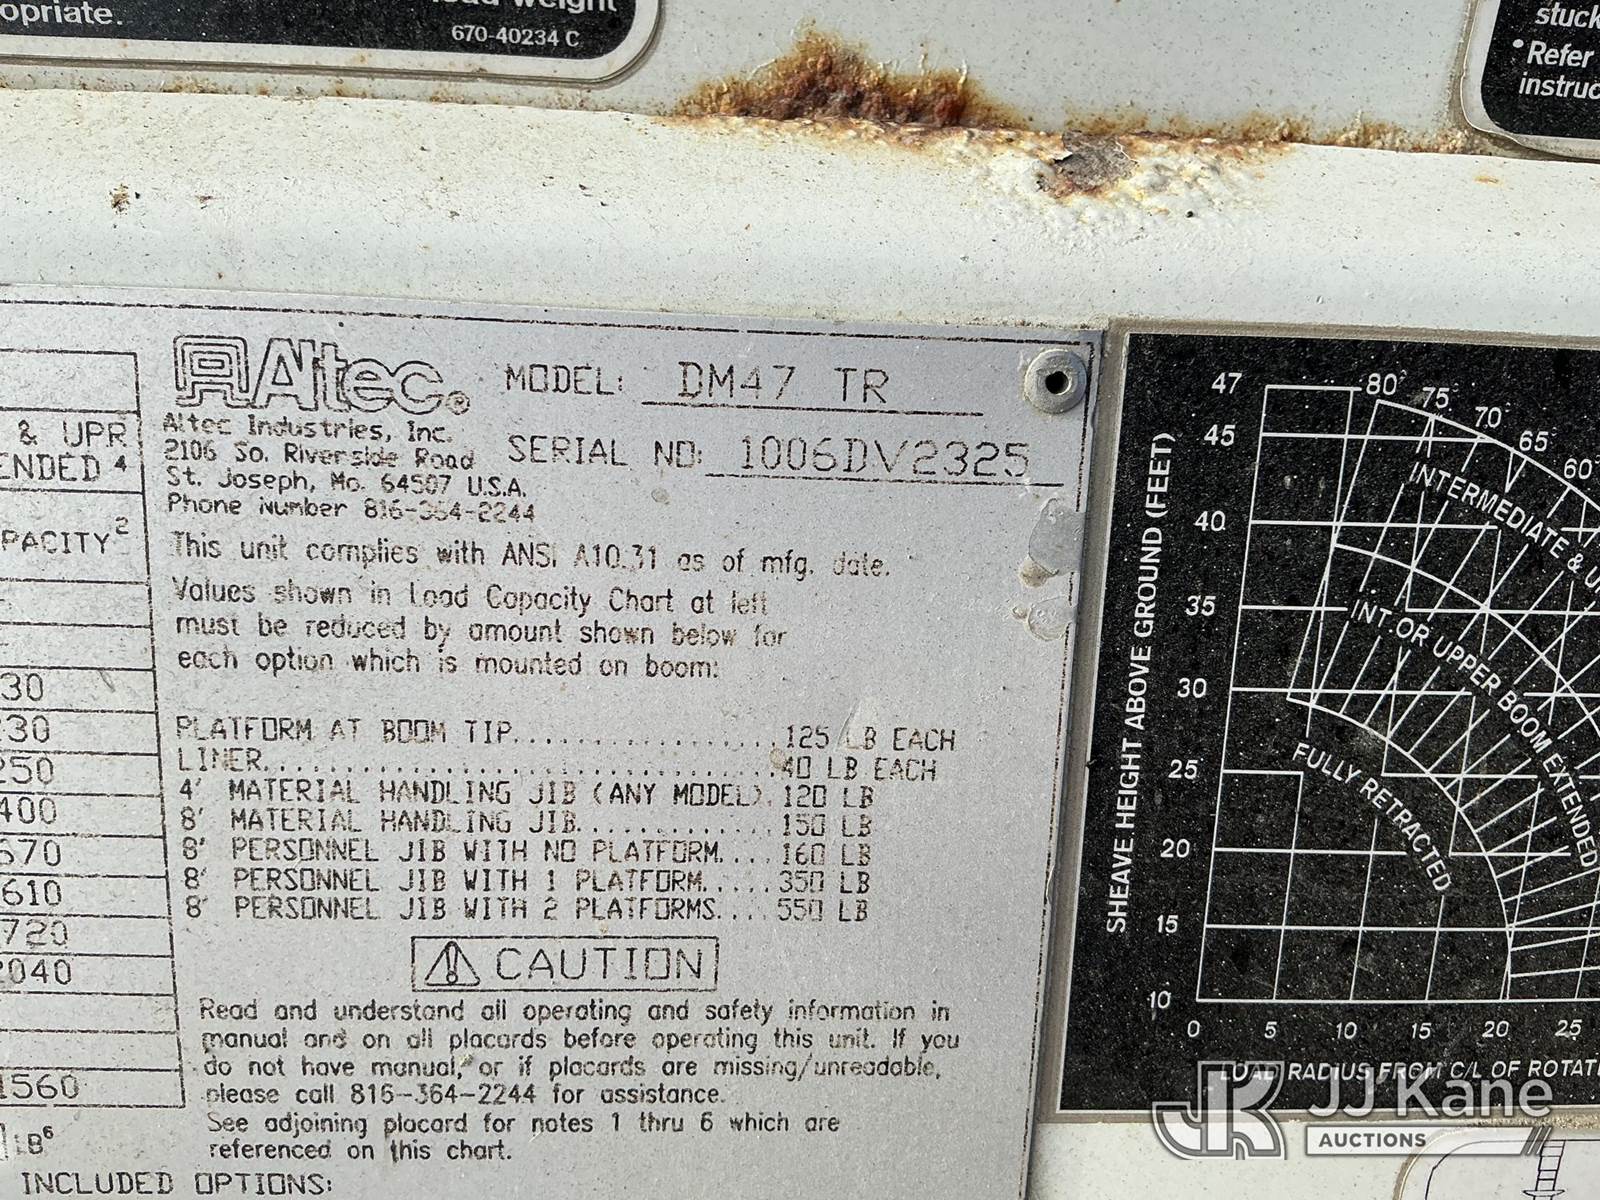 opriate.
load weight
670-40234 C
stuck
• Refer
instruc
& UPR
ENDED 4
PACITY 2
30
230
250
400
670
610
720
2040
1560
LB 6
INCLUDED OPTIONS:
Altec®
Altec Industries, Inc.
2106 So. Riverside Road
St. Joseph, Mo. 64507 U.S.A.
Phone Number 816-364-2244
MODEL: DM47 TR
SERIAL NO: 1006DV2325
This unit complies with ANSI A10.31 as of mfg. date.
Values shown in Load Capacity Chart at left
must be reduced by amount shown below for
each option which is mounted on boom:
PLATFORM AT BOOM TIP..................125 LB EACH
LINER..................................40 LB EACH
4' MATERIAL HANDLING JIB (ANY MODEL). 120 LB
8' MATERIAL HANDLING JIB.............. 150 LB
8' PERSONNEL JIB WITH NO PLATFORM.... 160 LB
8' PERSONNEL JIB WITH 1 PLATFORM..... 350 LB
8' PERSONNEL JIB WITH 2 PLATFORMS.... 550 LB
CAUTION
Read and understand all operating and safety information in
manual and on all placards before operating this unit. If you
do not have manual, or if placards are missing/unreadable,
please call 816-364-2244 for assistance.
See adjoining placard for notes 1 thru 6 which are
referenced on this chart.
SHEAVE HEIGHT ABOVE GROUND (FEET)
47
45
40
35
30
25
20
15
10
80°
75°
70°
65°
60°
INTERMEDIATE & U
INT. OR UPPER BOOM EXTENDED
FULLY RETRACTED
0 5 10 15 20 25
LOAD RADIUS FROM C/L OF ROTATI
JK JJ Kane
AUCTIONS